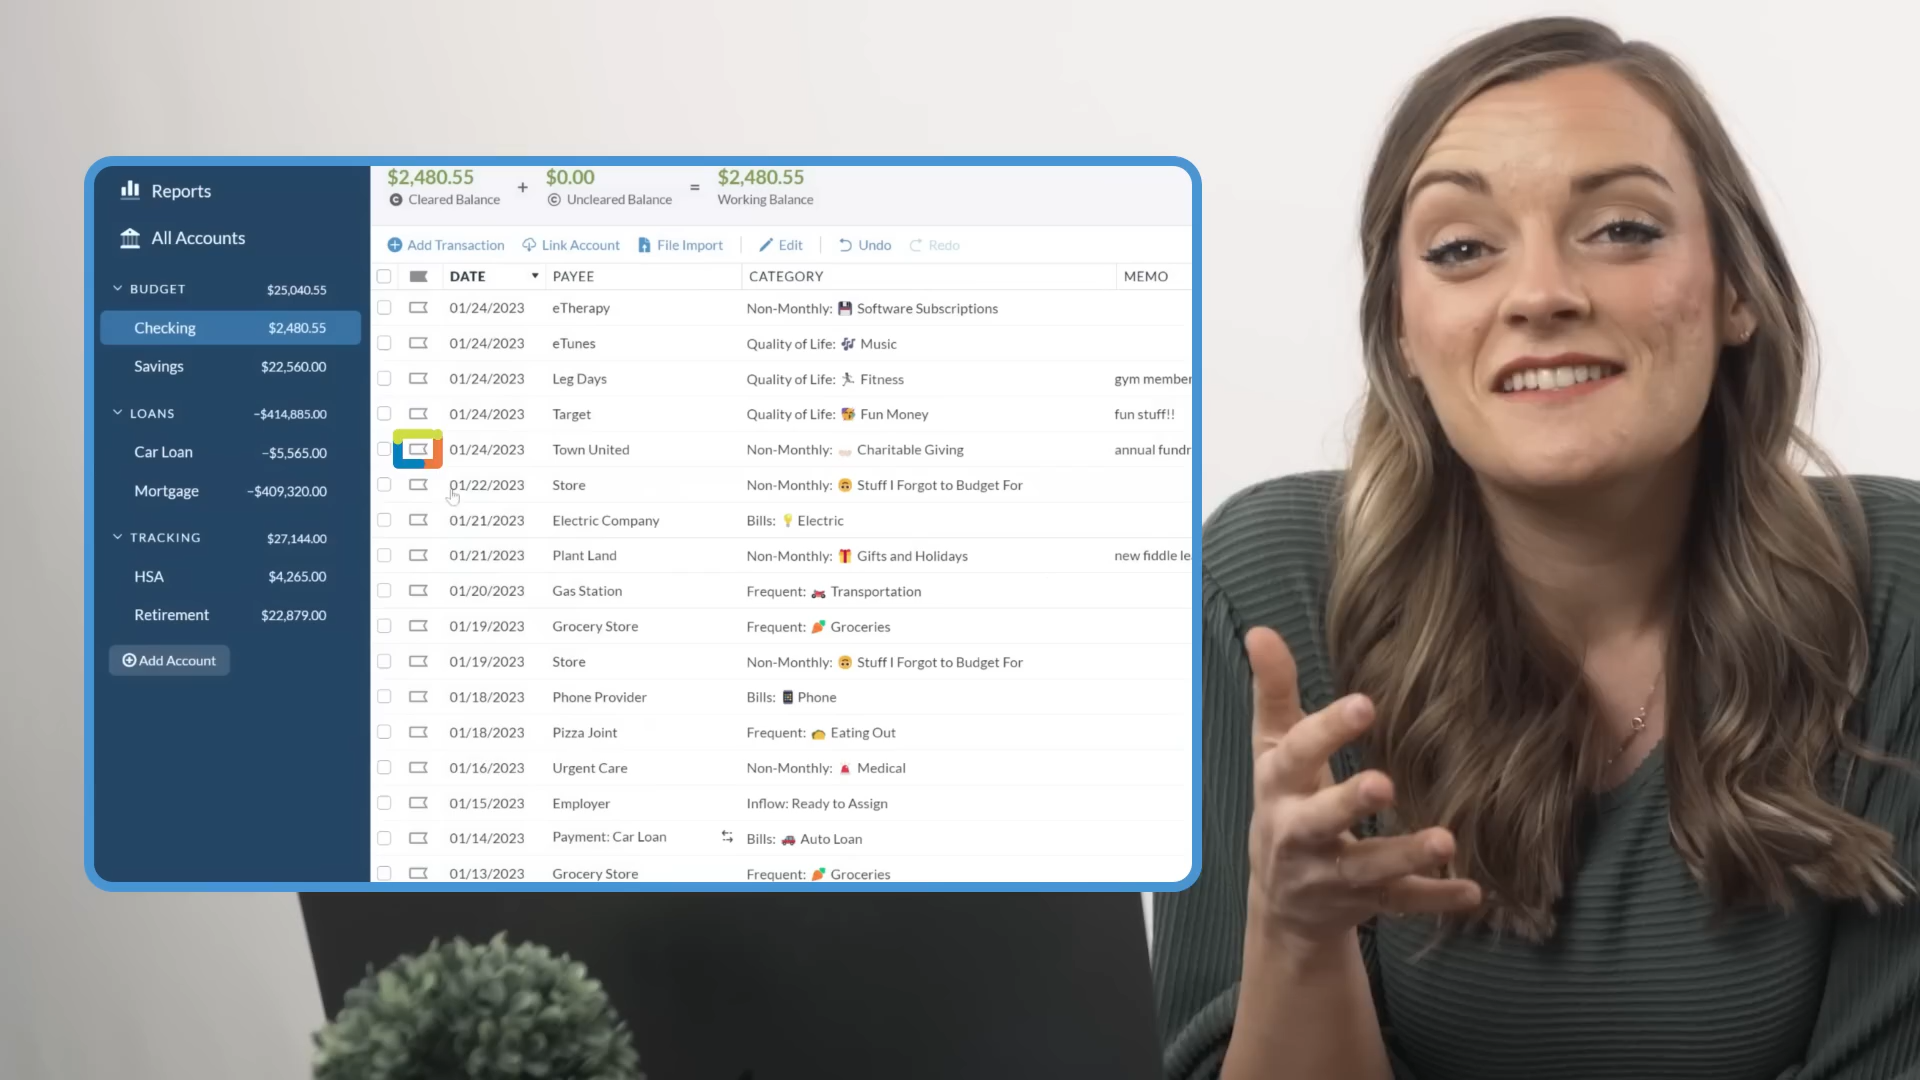 Reports
All Accounts
BUDGET $25,040.55
Checking $2,480.55
Savings $22,560.00
LOANS −$414,885.00
Car Loan −$5,565.00
Mortgage −$409,320.00
TRACKING $27,144.00
HSA $4,265.00
Retirement $22,879.00
Add Account
$2,480.55 + $0.00 = $2,480.55
Cleared Balance Uncleared Balance Working Balance
Add Transaction Link Account File Import Edit Undo Redo
DATE PAYEE CATEGORY MEMO
01/24/2023 eTherapy Non-Monthly: Software Subscriptions
01/24/2023 eTunes Quality of Life: Music
01/24/2023 Leg Days Quality of Life: Fitness gym member
01/24/2023 Target Quality of Life: Fun Money fun stuff!!
01/24/2023 Town United Non-Monthly: Charitable Giving annual fundr
01/22/2023 Store Non-Monthly: Stuff I Forgot to Budget For
01/21/2023 Electric Company Bills: Electric
01/21/2023 Plant Land Non-Monthly: Gifts and Holidays new fiddle le
01/20/2023 Gas Station Frequent: Transportation
01/19/2023 Grocery Store Frequent: Groceries
01/19/2023 Store Non-Monthly: Stuff I Forgot to Budget For
01/18/2023 Phone Provider Bills: Phone
01/18/2023 Pizza Joint Frequent: Eating Out
01/16/2023 Urgent Care Non-Monthly: Medical
01/15/2023 Employer Inflow: Ready to Assign
01/14/2023 Payment: Car Loan Bills: Auto Loan
01/13/2023 Grocery Store Frequent: Groceries